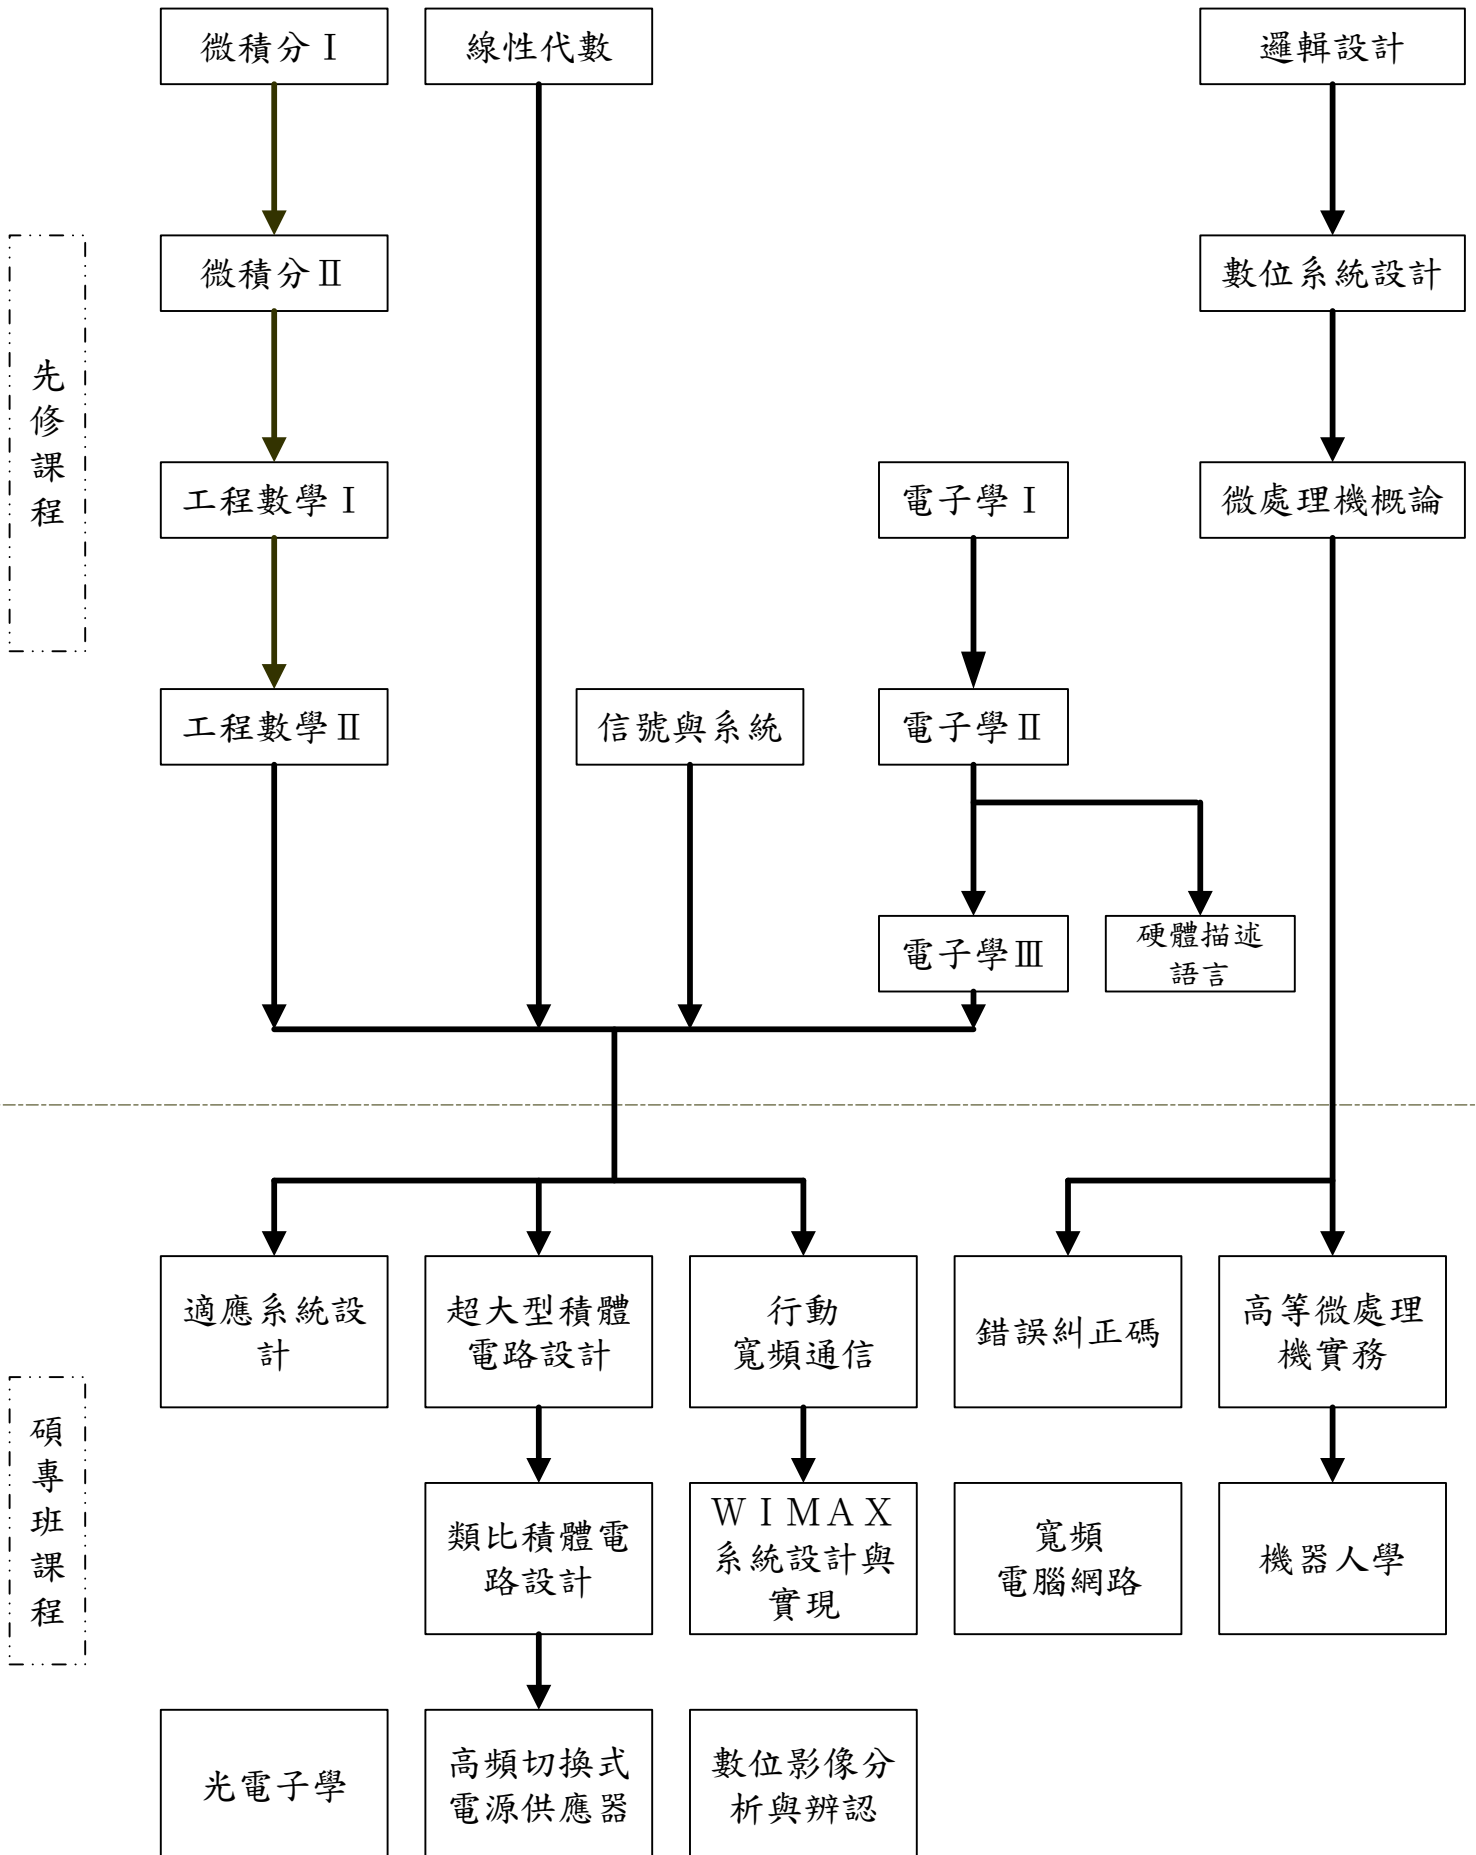 微積分Ⅰ
線性代數
邏輯設計
微積分Ⅱ
數位系統設計
先
修
課
程
工程數學Ⅰ
電子學Ⅰ
微處理機概論
工程數學Ⅱ
信號與系統
電子學Ⅱ
電子學Ⅲ
硬體描述
語言
適應系統設
計
超大型積體
電路設計
行動
寬頻通信
錯誤糾正碼
高等微處理
機實務
碩
專
班
課
程
類比積體電
路設計
ＷＩＭＡＸ
系統設計與
實現
寬頻
電腦網路
機器人學
光電子學
高頻切換式
電源供應器
數位影像分
析與辨認